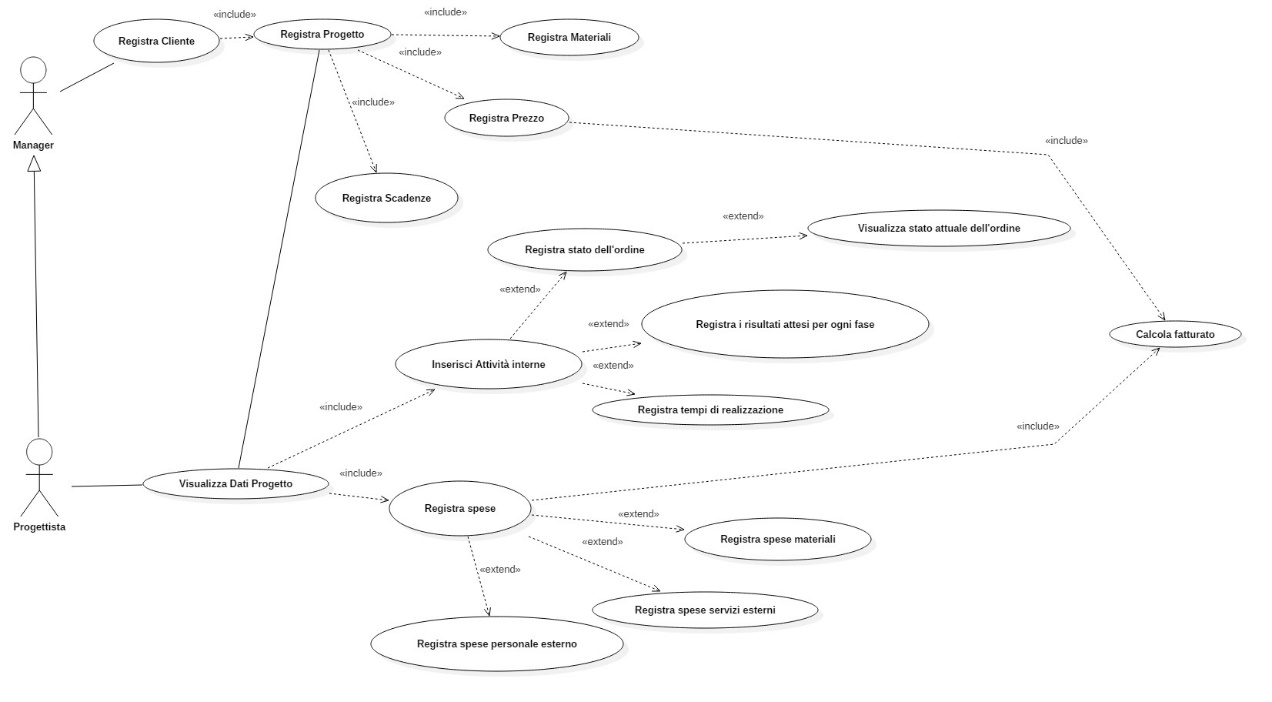 «include»
«include»
Registra Cliente
Registra Progetto
Registra Materiali
«include»
«include»
Registra Prezzo
«include»
Manager
Registra Scadenze
«extend»
Visualizza stato attuale dell'ordine
Registra stato dell'ordine
«extend»
«extend»
Registra i risultati attesi per ogni fase
Calcola fatturato
Inserisci Attività interne
«extend»
«include»
Registra tempi di realizzazione
«include»
«include»
Visualizza Dati Progetto
Registra spese
«extend»
Progettista
«extend»
Registra spese materiali
«extend»
Registra spese servizi esterni
Registra spese personale esterno